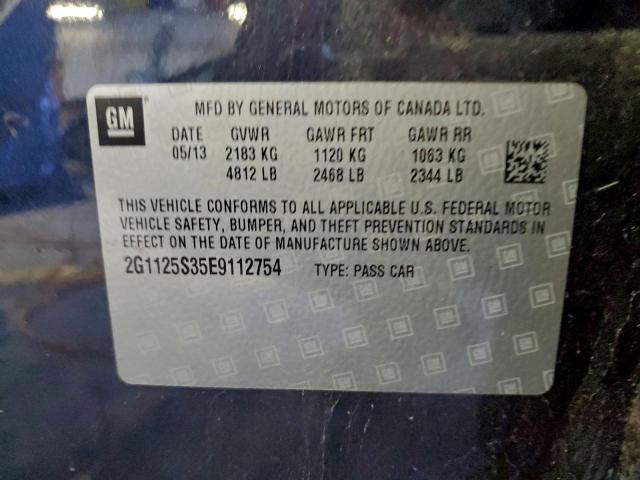 GM
MFD BY GENERAL MOTORS OF CANADA LTD.
DATE GVWR GAWR FRT GAWR RR
05/13 2183 KG 1120 KG 1063 KG
4812 LB 2468 LB 2344 LB
THIS VEHICLE CONFORMS TO ALL APPLICABLE U.S. FEDERAL MOTOR
VEHICLE SAFETY, BUMPER, AND THEFT PREVENTION STANDARDS IN
EFFECT ON THE DATE OF MANUFACTURE SHOWN ABOVE.
2G1125S35E9112754 TYPE: PASS CAR